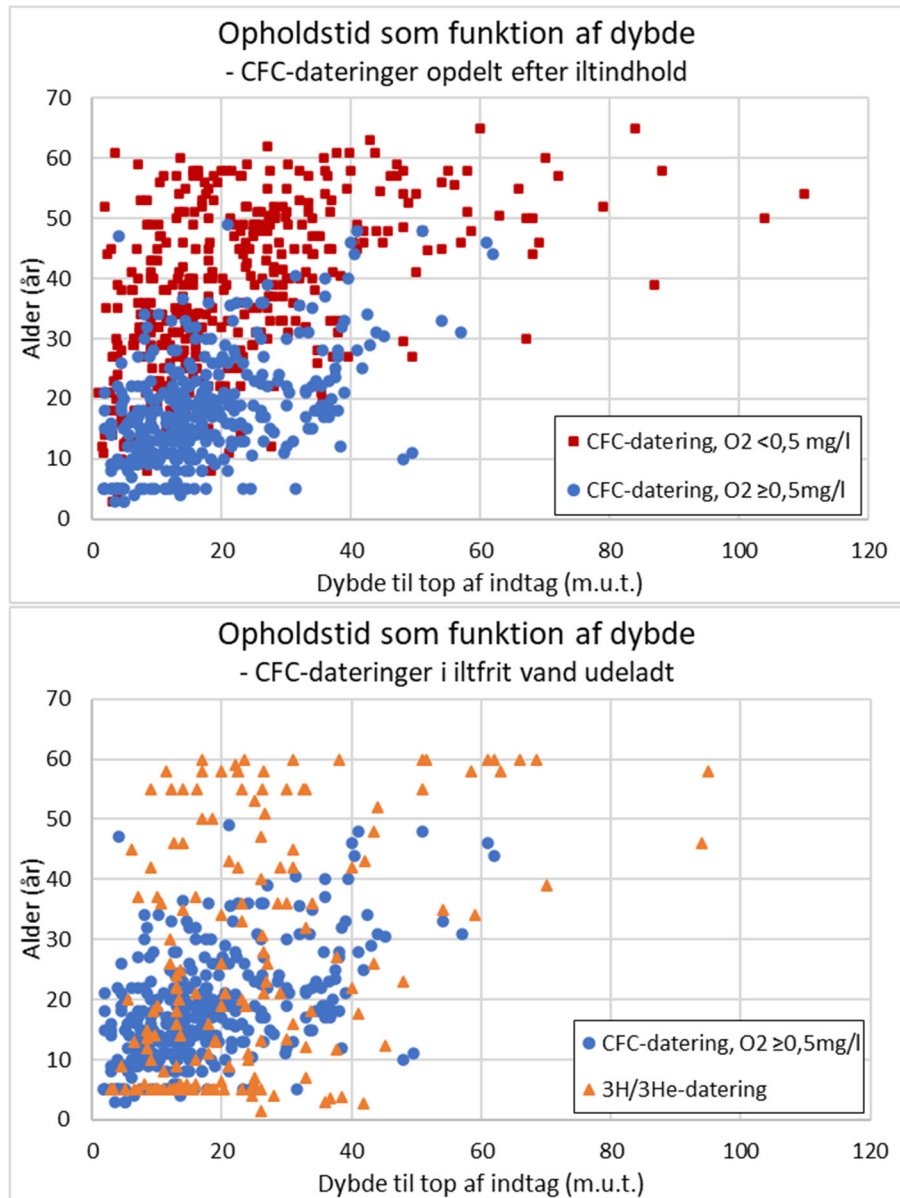 Opholdstid som funktion af dybde
- CFC-dateringer opdelt efter iltindhold
70
60
50
40
30
20
10
0
Alder (år)
CFC-datering, O2 <0,5 mg/l
CFC-datering, O2 ≥0,5mg/l
0 20 40 60 80 100 120
Dybde til top af indtag (m.u.t.)
Opholdstid som funktion af dybde
- CFC-dateringer i iltfrit vand udeladt
70
60
50
40
30
20
10
0
Alder (år)
CFC-datering, O2 ≥0,5mg/l
3H/3He-datering
0 20 40 60 80 100 120
Dybde til top af indtag (m.u.t.)